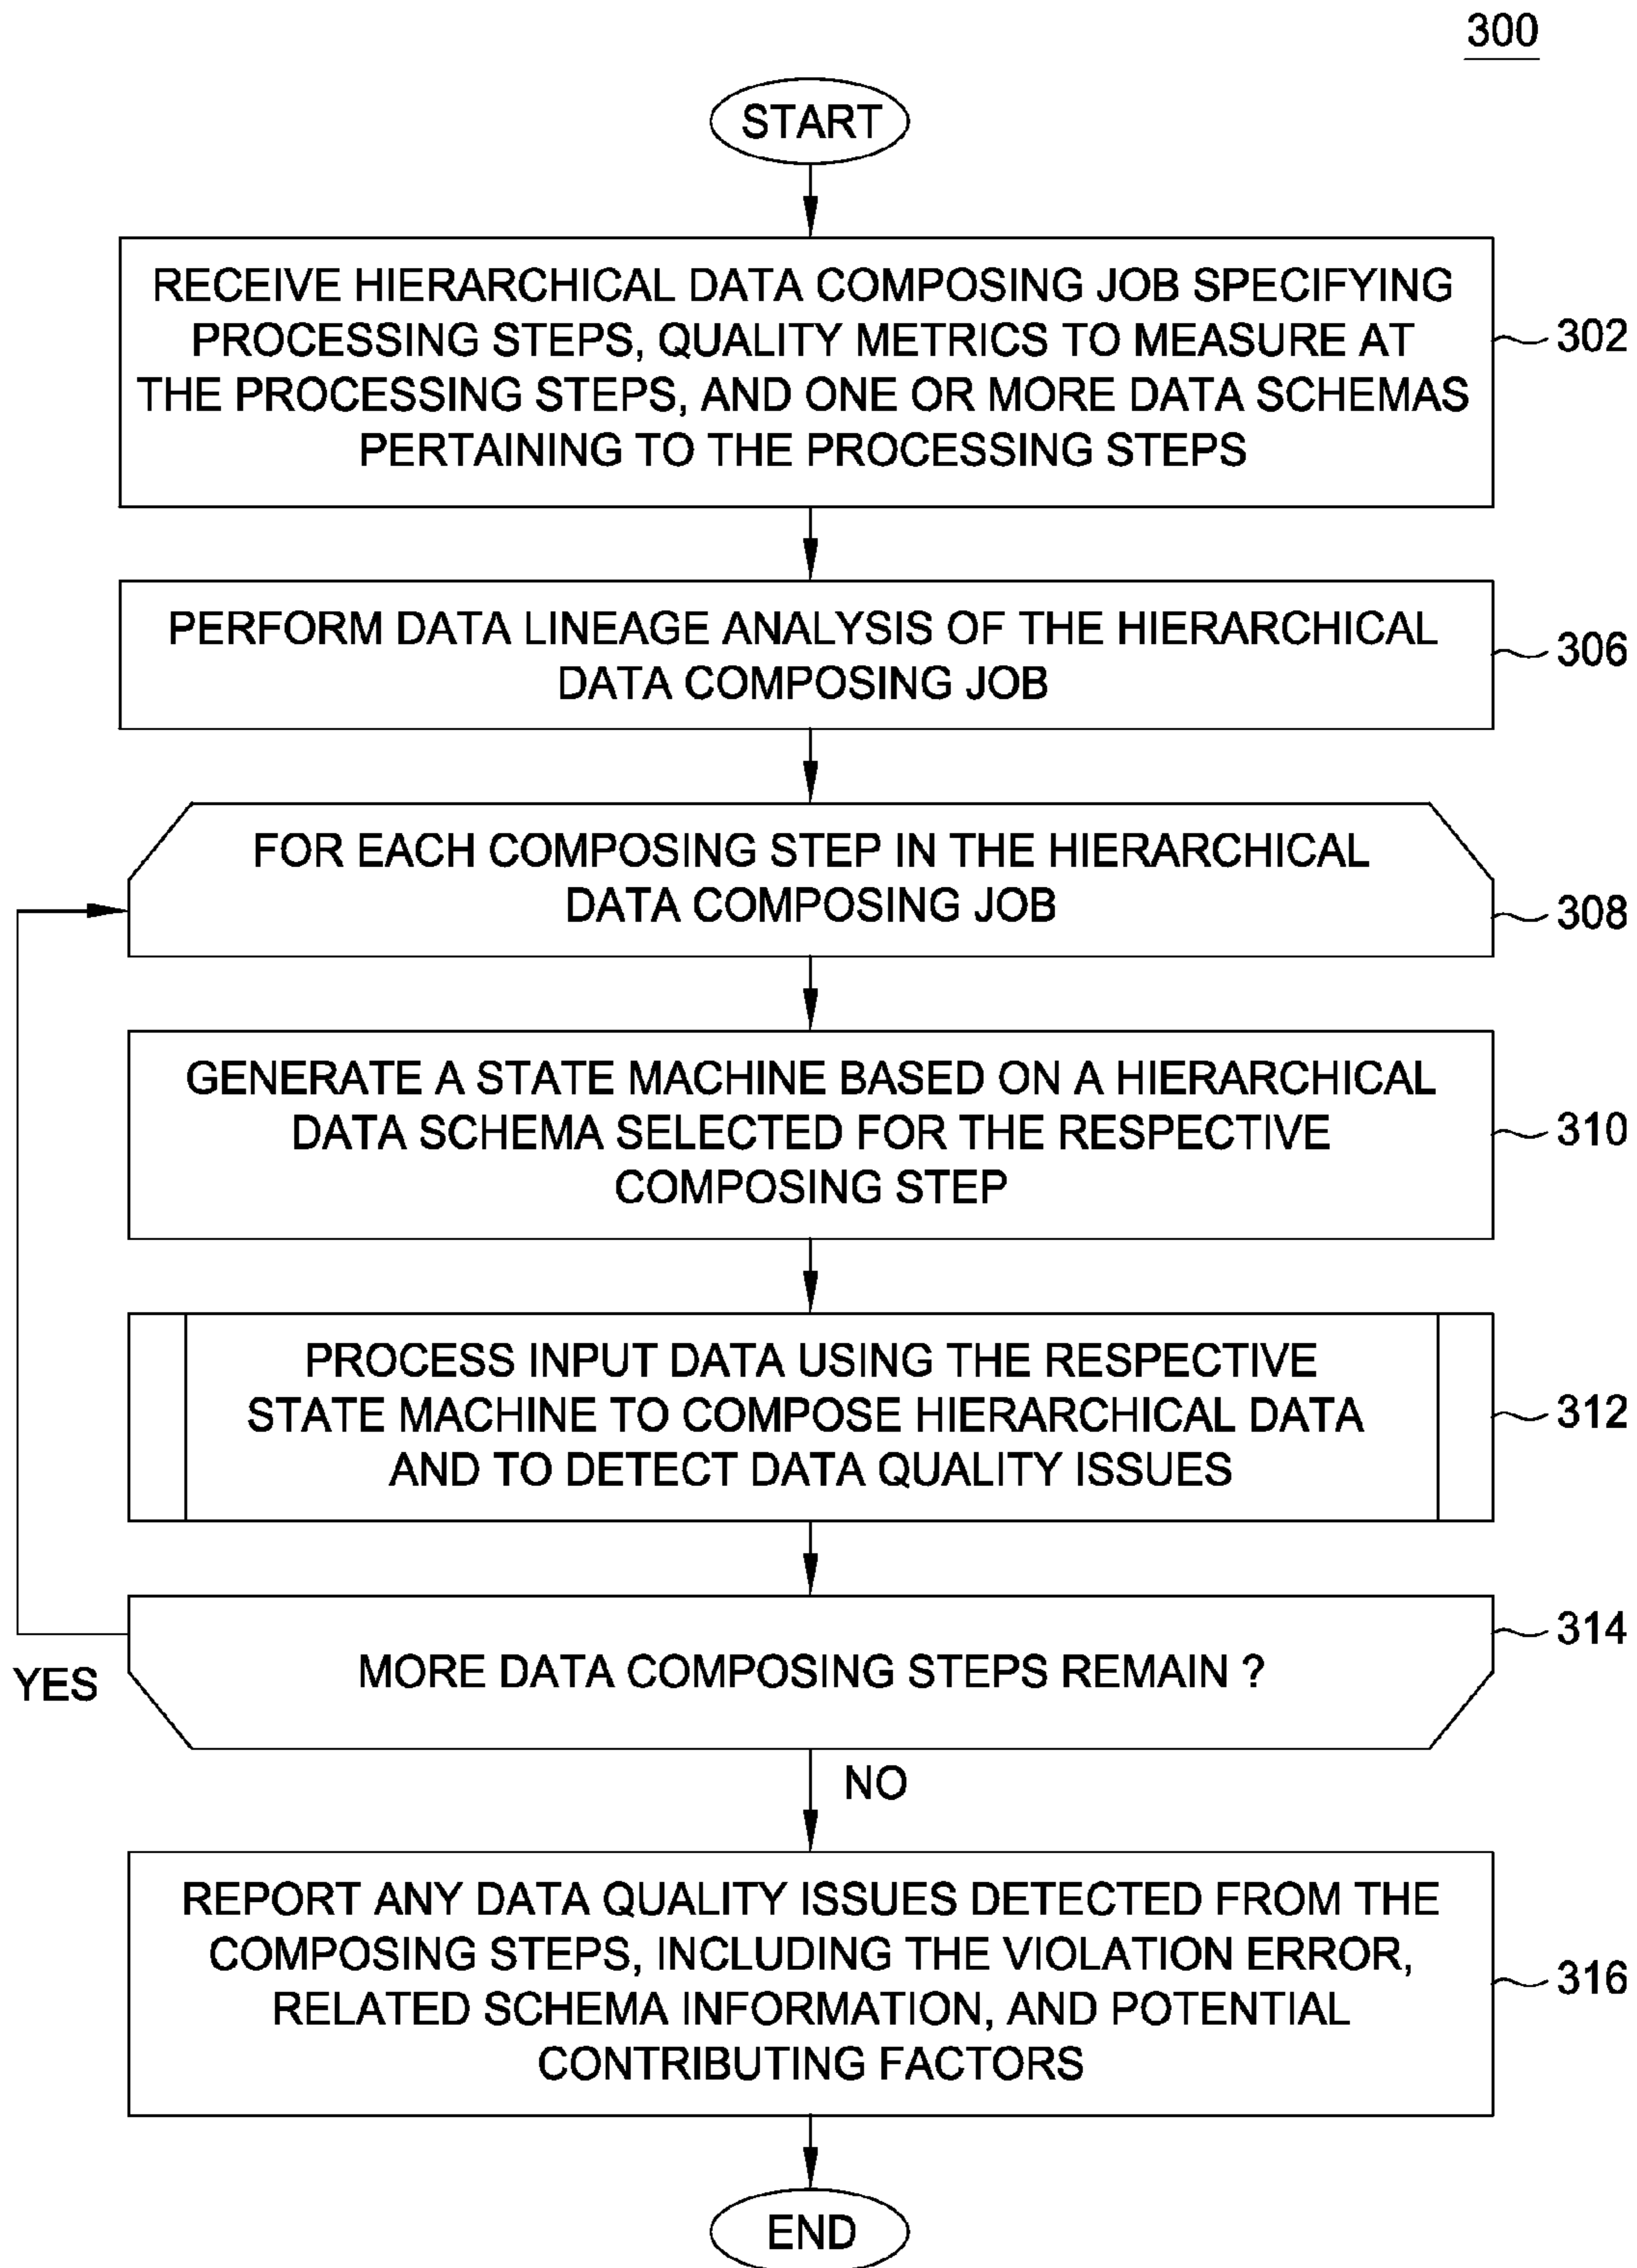 300
START
RECEIVE HIERARCHICAL DATA COMPOSING JOB SPECIFYING
PROCESSING STEPS, QUALITY METRICS TO MEASURE AT
THE PROCESSING STEPS, AND ONE OR MORE DATA SCHEMAS
PERTAINING TO THE PROCESSING STEPS
302
PERFORM DATA LINEAGE ANALYSIS OF THE HIERARCHICAL
DATA COMPOSING JOB
306
FOR EACH COMPOSING STEP IN THE HIERARCHICAL
DATA COMPOSING JOB
308
GENERATE A STATE MACHINE BASED ON A HIERARCHICAL
DATA SCHEMA SELECTED FOR THE RESPECTIVE
COMPOSING STEP
310
PROCESS INPUT DATA USING THE RESPECTIVE
STATE MACHINE TO COMPOSE HIERARCHICAL DATA
AND TO DETECT DATA QUALITY ISSUES
312
MORE DATA COMPOSING STEPS REMAIN ?
314
YES
NO
REPORT ANY DATA QUALITY ISSUES DETECTED FROM THE
COMPOSING STEPS, INCLUDING THE VIOLATION ERROR,
RELATED SCHEMA INFORMATION, AND POTENTIAL
CONTRIBUTING FACTORS
316
END